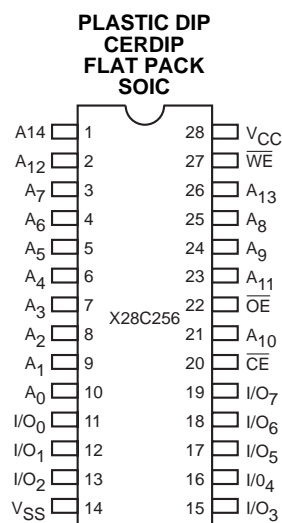 PLASTIC DIP
CERDIP
FLAT PACK
SOIC
A14 1 28 VCC
A12 2 27 WE
A7 3 26 A13
A6 4 25 A8
A5 5 24 A9
A4 6 23 A11
A3 7 22 OE
X28C256
A2 8 21 A10
A1 9 20 CE
A0 10 19 I/O7
I/O0 11 18 I/O6
I/O1 12 17 I/O5
I/O2 13 16 I/04
VSS 14 15 I/O3